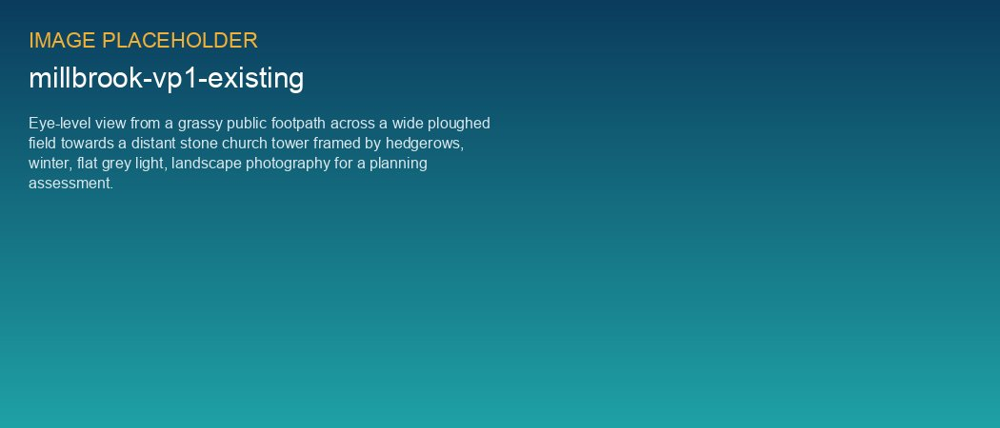 IMAGE PLACEHOLDER
millbrook-vp1-existing
Eye-level view from a grassy public footpath across a wide ploughed
field towards a distant stone church tower framed by hedgerows,
winter, flat grey light, landscape photography for a planning
assessment.